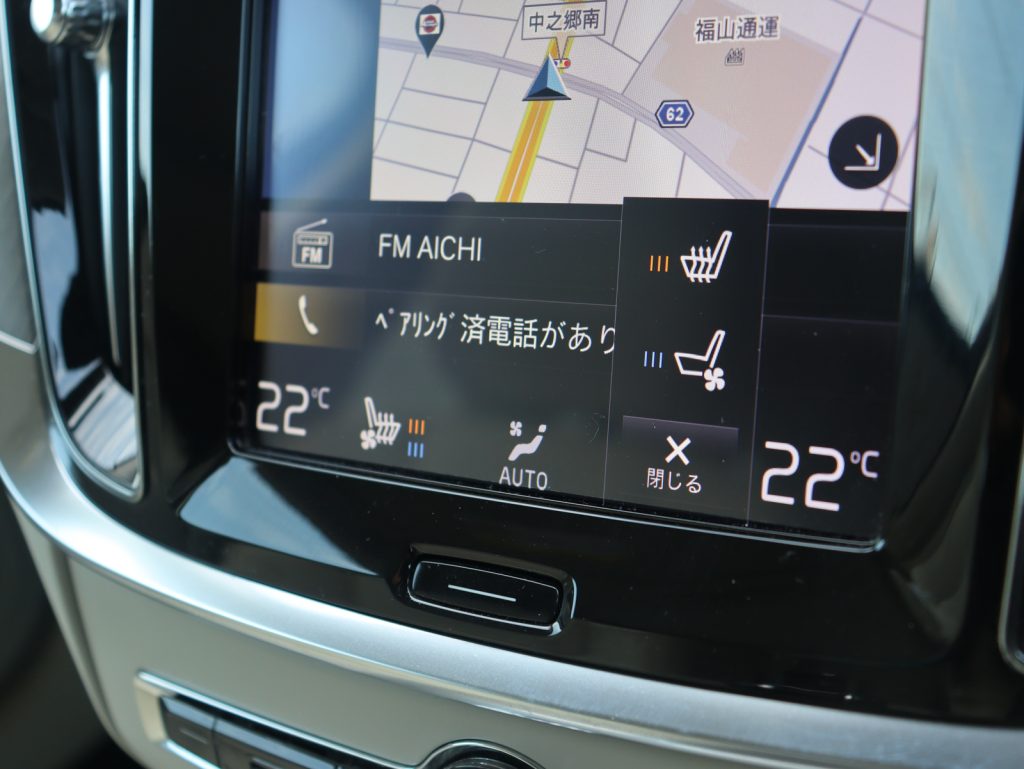 中之郷南
福山通運
62
FM
FM AICHI
ペアリング済電話があり
22°C
AUTO
閉じる
22°C